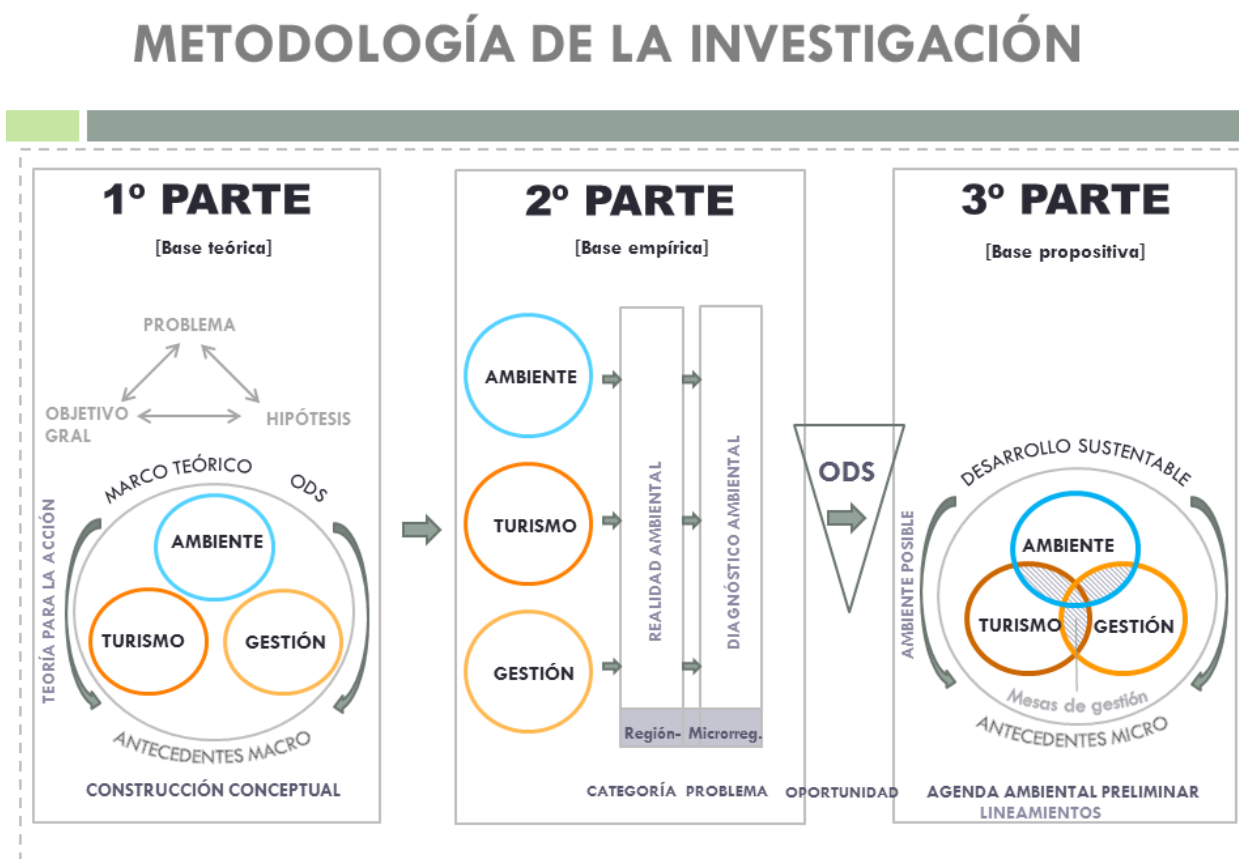 METODOLOGÍA DE LA INVESTIGACIÓN
1º PARTE
[Base teórica]
PROBLEMA
OBJETIVO
GRAL
HIPÓTESIS
MARCO TEÓRICO
ODS
TEORÍA PARA LA ACCIÓN
AMBIENTE
TURISMO
GESTIÓN
ANTECEDENTES MACRO
CONSTRUCCIÓN CONCEPTUAL
2º PARTE
[Base empírica]
AMBIENTE
TURISMO
GESTIÓN
REALIDAD AMBIENTAL
DIAGNÓSTICO AMBIENTAL
Región- Microrreg.
CATEGORÍA
PROBLEMA
ODS
OPORTUNIDAD
3º PARTE
[Base propositiva]
DESARROLLO SUSTENTABLE
AMBIENTE POSIBLE
AMBIENTE
TURISMO
GESTIÓN
Mesas de gestión
ANTECEDENTES MICRO
AGENDA AMBIENTAL PRELIMINAR
LINEAMIENTOS